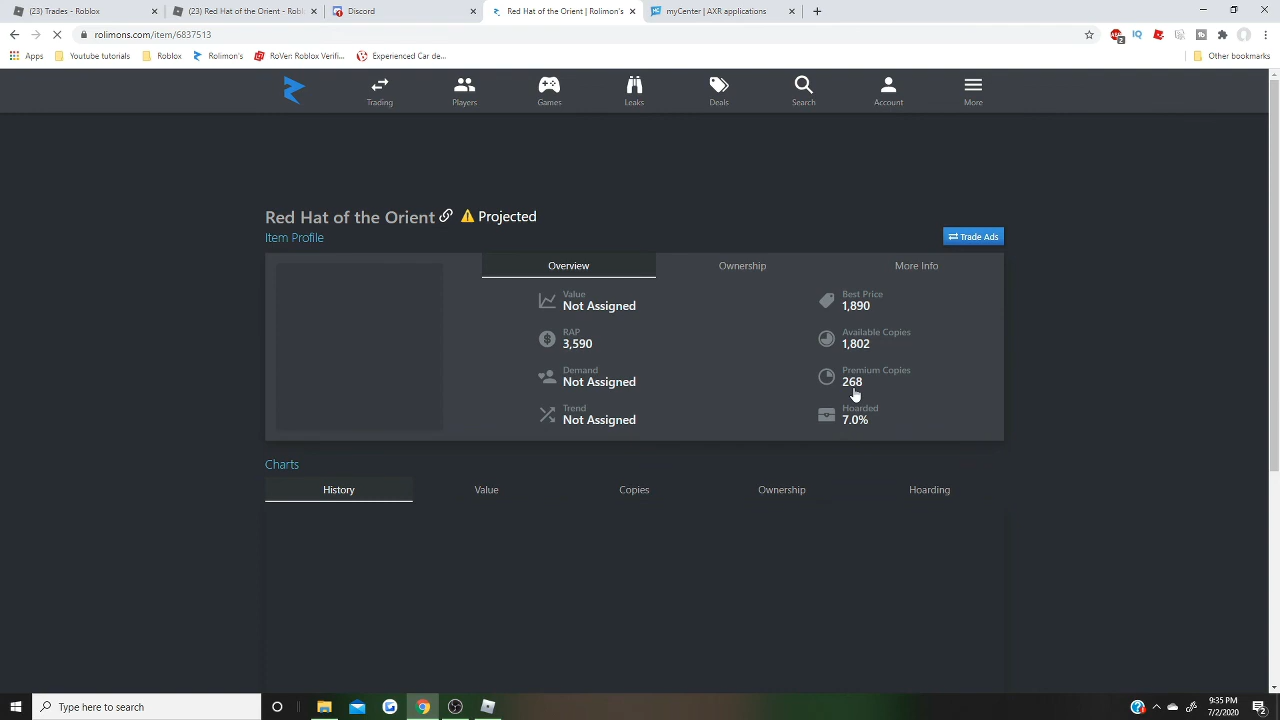 (23) Trades - Roblox
(23) Red Hat of the Orient - Roblox
Discord
Red Hat of the Orient | Rolimon's
myCenter | AXR applications
rolimons.com/item/6837513
Apps
Youtube tutorials
Roblox
Rolimon's
RoVer: Roblox Verifi...
Experienced Car de...
Other bookmarks
Trading
Players
Games
Leaks
Deals
Search
Account
More
Red Hat of the Orient
Projected
Item Profile
Trade Ads
Overview
Ownership
More Info
Value
Not Assigned
Best Price
1,890
RAP
3,590
Available Copies
1,802
Demand
Not Assigned
Premium Copies
268
Trend
Not Assigned
Hoarded
7.0%
Charts
History
Value
Copies
Ownership
Hoarding
Type here to search
9:35 PM
7/2/2020